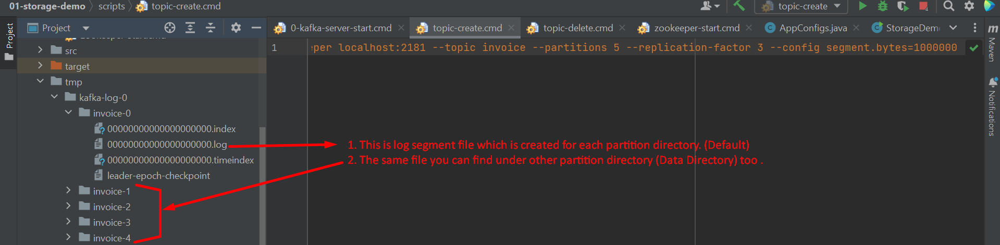 01-storage-demo scripts topic-create.cmd
topic-create
4
Project
Project
0-kafka-server-start.cmd
topic-create.cmd
topic-delete.cmd
zookeeper-start.cmd
AppConfigs.java
StorageDem
src
target
tmp
kafka-log-0
invoice-0
00000000000000000000.index
00000000000000000000.log
00000000000000000000.timeindex
leader-epoch-checkpoint
invoice-1
invoice-2
invoice-3
invoice-4
1
eper localhost:2181 --topic invoice --partitions 5 --replication-factor 3 --config segment.bytes=1000000
1. This is log segment file which is created for each partition directory. (Default)
2. The same file you can find under other partition directory (Data Directory) too .
m
Maven
Notifications